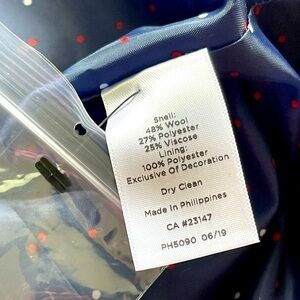 Shell:
48% Wool
27% Polyester
25% Viscose
Lining:
100% Polyester
Exclusive Of Decoration
Dry Clean
Made In Philippines
CA #23147
PH5090 06/19